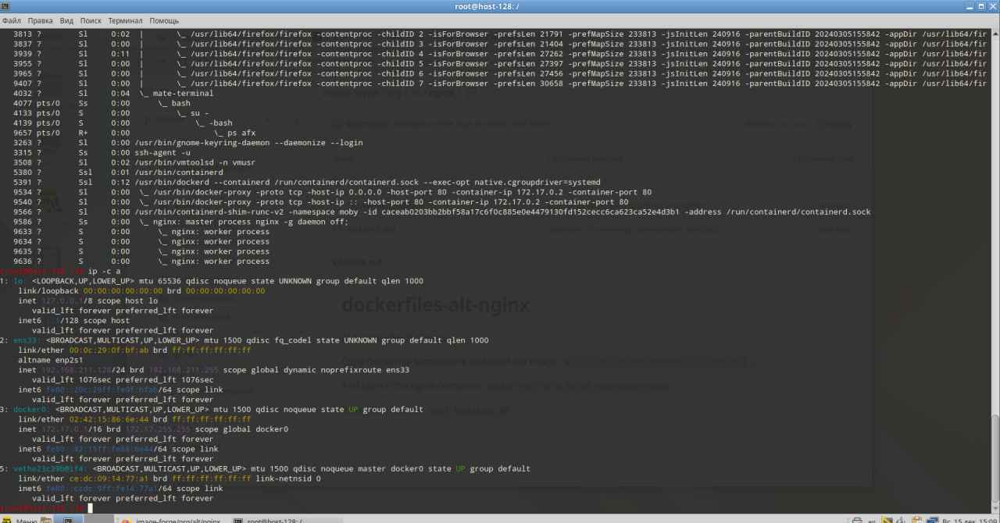 root@host-128: /
Файл Правка Вид Поиск Терминал Помощь
3813 ? Sl 0:02 | \_ /usr/lib64/firefox/firefox -contentproc -childID 2 -isForBrowser -prefsLen 21791 -prefMapSize 233813 -jsInitLen 240916 -parentBuildID 20240305155842 -appDir /usr/lib64/fir
3837 ? Sl 0:00 | \_ /usr/lib64/firefox/firefox -contentproc -childID 3 -isForBrowser -prefsLen 21404 -prefMapSize 233813 -jsInitLen 240916 -parentBuildID 20240305155842 -appDir /usr/lib64/fir
3939 ? Sl 0:11 | \_ /usr/lib64/firefox/firefox -contentproc -childID 4 -isForBrowser -prefsLen 27262 -prefMapSize 233813 -jsInitLen 240916 -parentBuildID 20240305155842 -appDir /usr/lib64/fir
3955 ? Sl 0:00 | \_ /usr/lib64/firefox/firefox -contentproc -childID 5 -isForBrowser -prefsLen 27397 -prefMapSize 233813 -jsInitLen 240916 -parentBuildID 20240305155842 -appDir /usr/lib64/fir
3965 ? Sl 0:00 | \_ /usr/lib64/firefox/firefox -contentproc -childID 6 -isForBrowser -prefsLen 27456 -prefMapSize 233813 -jsInitLen 240916 -parentBuildID 20240305155842 -appDir /usr/lib64/fir
9407 ? Sl 0:00 | \_ /usr/lib64/firefox/firefox -contentproc -childID 7 -isForBrowser -prefsLen 30658 -prefMapSize 233813 -jsInitLen 240916 -parentBuildID 20240305155842 -appDir /usr/lib64/fir
4032 ? Sl 0:04 \_ mate-terminal
4077 pts/0 Ss 0:00 \_ bash
4133 pts/0 S 0:00 \_ su -
4139 pts/0 S 0:00 \_ -bash
9657 pts/0 R+ 0:00 \_ ps afx
3263 ? Sl 0:00 /usr/bin/gnome-keyring-daemon --daemonize --login
3315 ? Ss 0:00 ssh-agent -u
3508 ? Sl 0:02 /usr/bin/vmtoolsd -n vmusr
5380 ? Ssl 0:01 /usr/bin/containerd
5391 ? Ssl 0:12 /usr/bin/dockerd --containerd /run/containerd/containerd.sock --exec-opt native.cgroupdriver=systemd
9534 ? Sl 0:00 \_ /usr/bin/docker-proxy -proto tcp -host-ip 0.0.0.0 -host-port 80 -container-ip 172.17.0.2 -container-port 80
9540 ? Sl 0:00 \_ /usr/bin/docker-proxy -proto tcp -host-ip :: -host-port 80 -container-ip 172.17.0.2 -container-port 80
9566 ? Sl 0:00 /usr/bin/containerd-shim-runc-v2 -namespace moby -id caceab0203bb2bbf58a17c6f0c885e0e4479130fd152cecc6ca623ca52e4d3b1 -address /run/containerd/containerd.sock
9586 ? Ss 0:00 \_ nginx: master process nginx -g daemon off;
9633 ? S 0:00 \_ nginx: worker process
9634 ? S 0:00 \_ nginx: worker process
9635 ? S 0:00 \_ nginx: worker process
9636 ? S 0:00 \_ nginx: worker process
[root@host-128:/]# ip -c a
1: lo: <LOOPBACK,UP,LOWER_UP> mtu 65536 qdisc noqueue state UNKNOWN group default qlen 1000
link/loopback 00:00:00:00:00:00 brd 00:00:00:00:00:00
inet 127.0.0.1/8 scope host lo
valid_lft forever preferred_lft forever
inet6 ::1/128 scope host
valid_lft forever preferred_lft forever
2: ens33: <BROADCAST,MULTICAST,UP,LOWER_UP> mtu 1500 qdisc fq_codel state UNKNOWN group default qlen 1000
link/ether 00:0c:29:0f:bf:ab brd ff:ff:ff:ff:ff:ff
altname enp2s1
inet 192.168.211.128/24 brd 192.168.211.255 scope global dynamic noprefixroute ens33
valid_lft 1076sec preferred_lft 1076sec
inet6 fe80::20c:29ff:fe0f:bfab/64 scope link
valid_lft forever preferred_lft forever
3: docker0: <BROADCAST,MULTICAST,UP,LOWER_UP> mtu 1500 qdisc noqueue state UP group default
link/ether 02:42:15:86:6e:44 brd ff:ff:ff:ff:ff:ff
inet 172.17.0.1/16 brd 172.17.255.255 scope global docker0
valid_lft forever preferred_lft forever
inet6 fe80::42:15ff:fe86:6e44/64 scope link
valid_lft forever preferred_lft forever
5: vethe23c39b@if4: <BROADCAST,MULTICAST,UP,LOWER_UP> mtu 1500 qdisc noqueue master docker0 state UP group default
link/ether ce:dc:09:14:77:a1 brd ff:ff:ff:ff:ff:ff link-netnsid 0
inet6 fe80::ccdc:9ff:fe14:77a1/64 scope link
valid_lft forever preferred_lft forever
[root@host-128:/]#
image-forge / org / alt / nginx /
README.md
README.md
dockerfiles-alt-nginx
Copy Dockerfile somewhere and build the image: $
And launch the nginx container:
curl localhost:80
Меню image-forge/org/alt/nginx root@host-128: / en Вс, 15 дек, 15:09